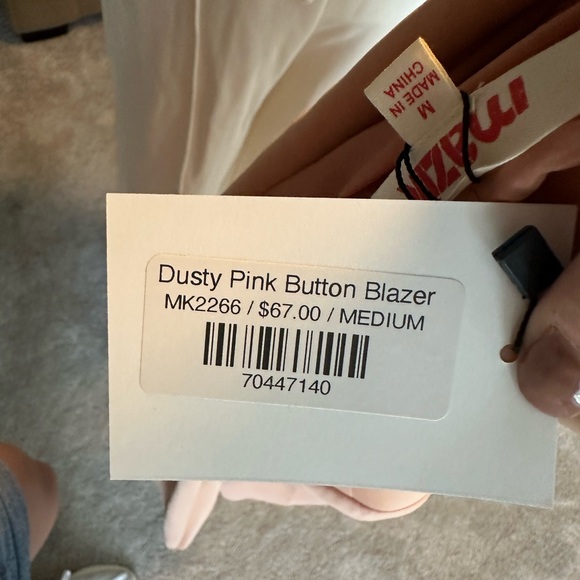 M
MADE IN
CHINA
Dusty Pink Button Blazer
MK2266 / $67.00 / MEDIUM
70447140